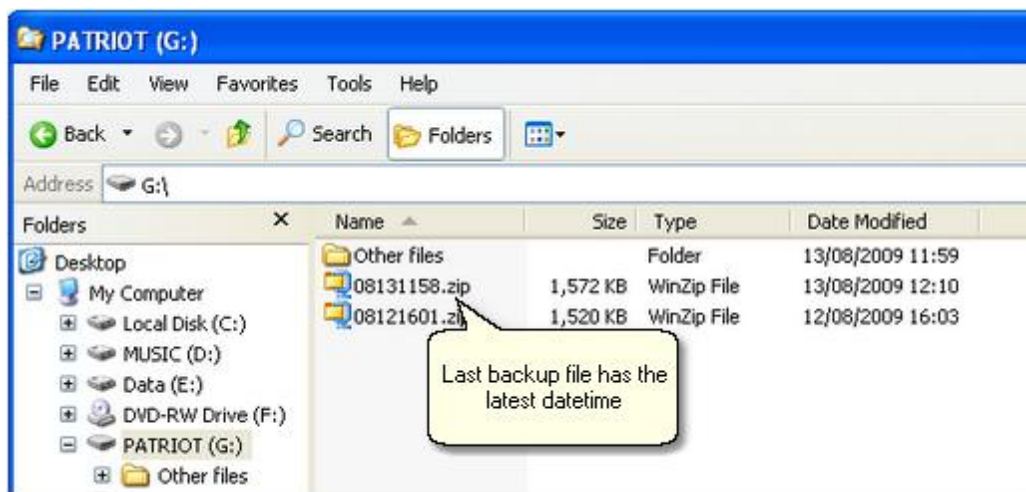 PATRIOT (G:)
File Edit View Favorites Tools Help
Back Search Folders
Address G:\
Folders X Name Size Type Date Modified
Desktop
My Computer
Local Disk (C:)
MUSIC (D:)
Data (E:)
DVD-RW Drive (F:)
PATRIOT (G:)
Other files
Other files Folder 13/08/2009 11:59
08131158.zip 1,572 KB WinZip File 13/08/2009 12:10
08121601.zip 1,520 KB WinZip File 12/08/2009 16:03
Last backup file has the
latest datetime